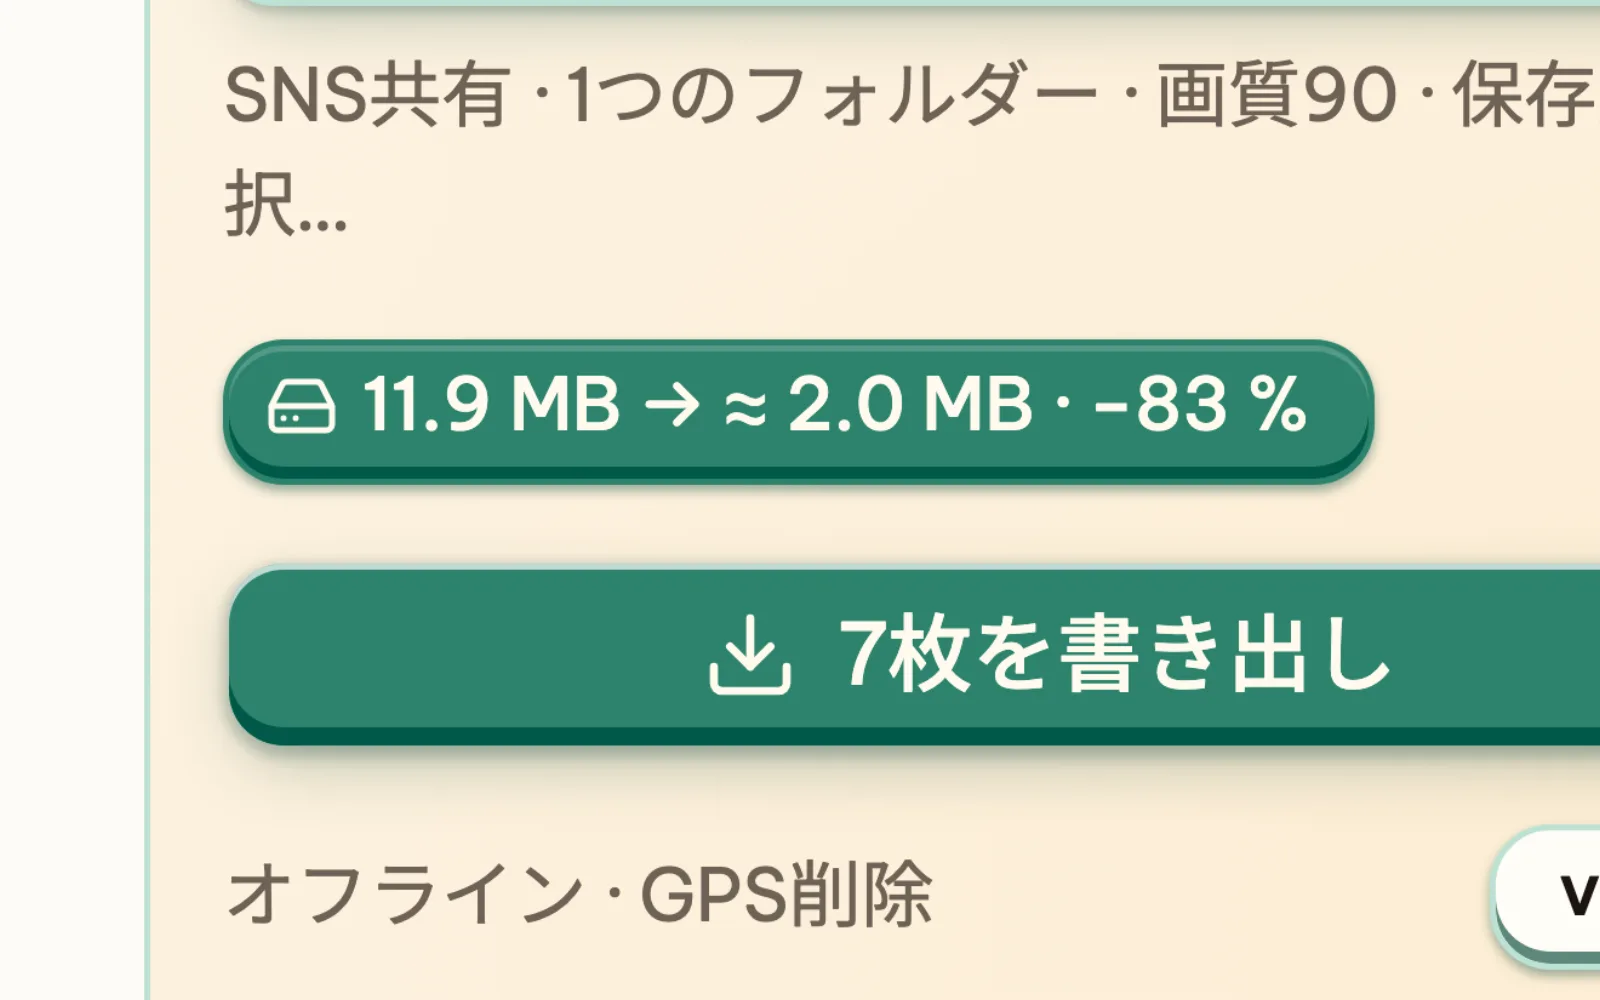 SNS共有 · 1つのフォルダー · 画質90 · 保存
択...
11.9 MB → ≈ 2.0 MB · −83 %
7枚を書き出し
オフライン · GPS削除